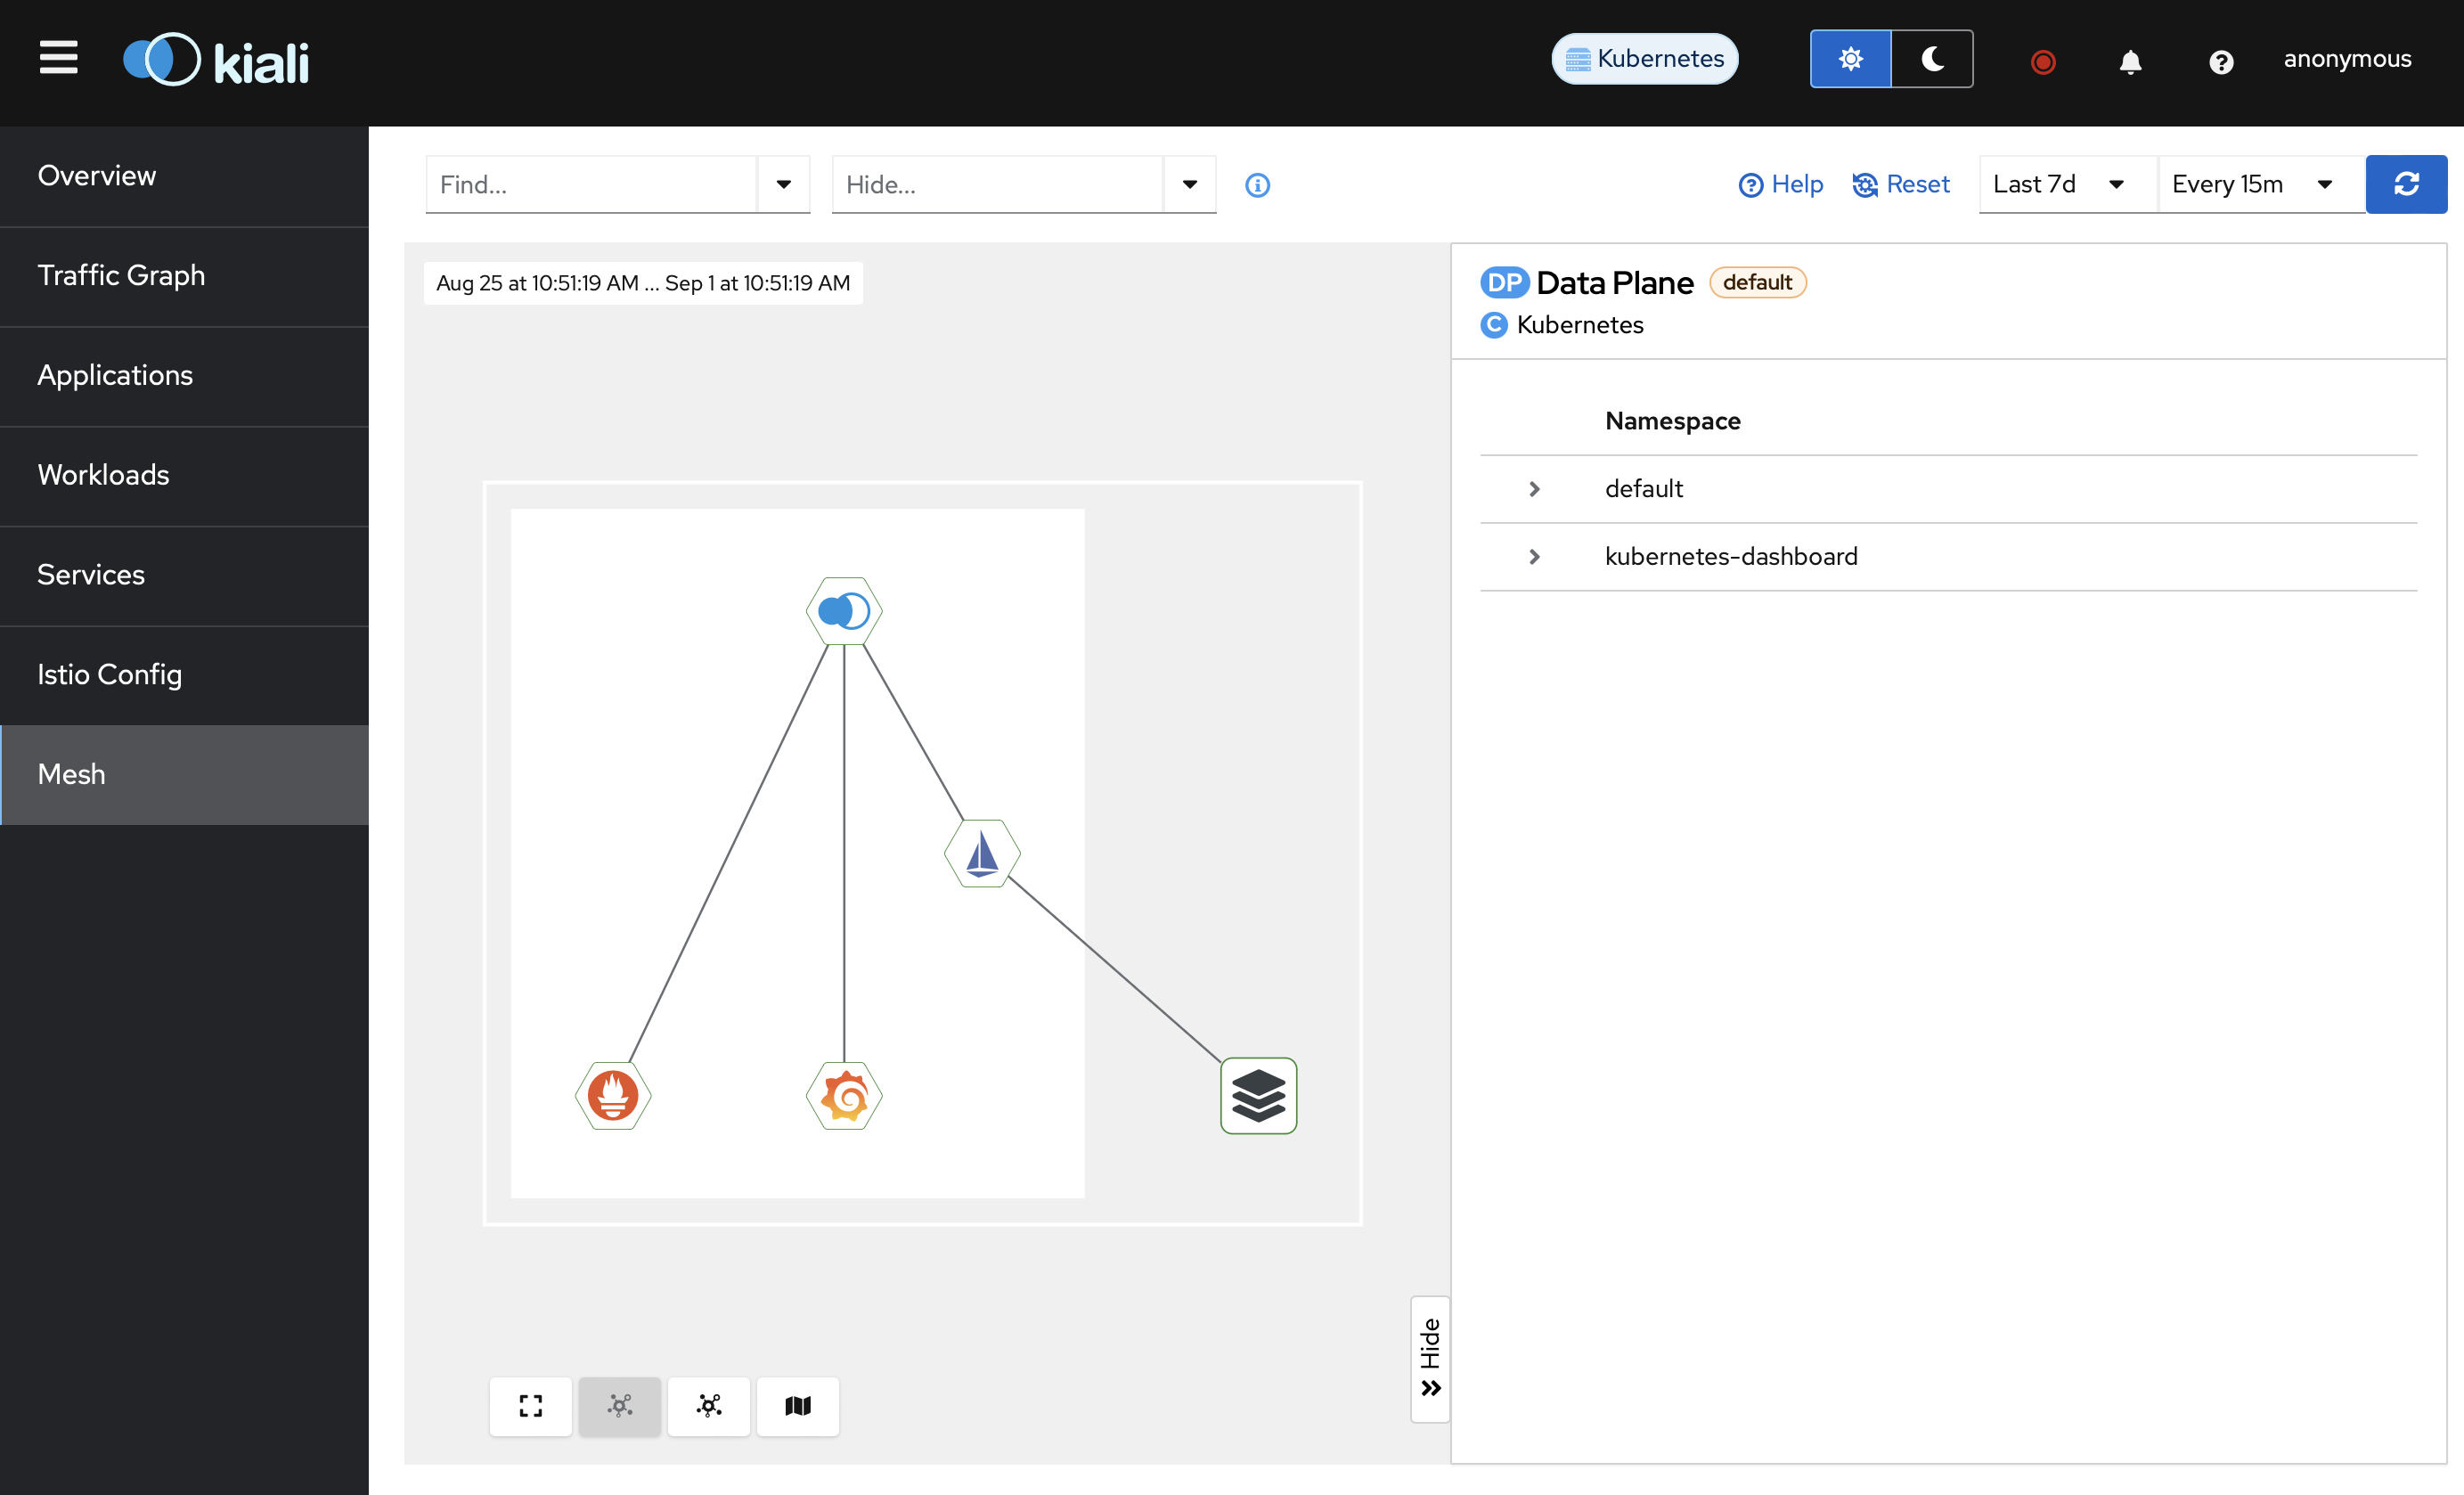 kiali
Kubernetes
anonymous
Overview
Traffic Graph
Applications
Workloads
Services
Istio Config
Mesh
Find...
Hide...
Help
Reset
Last 7d
Every 15m
Aug 25 at 10:51:19 AM ... Sep 1 at 10:51:19 AM
DP Data Plane default
C Kubernetes
Namespace
default
kubernetes-dashboard
Hide